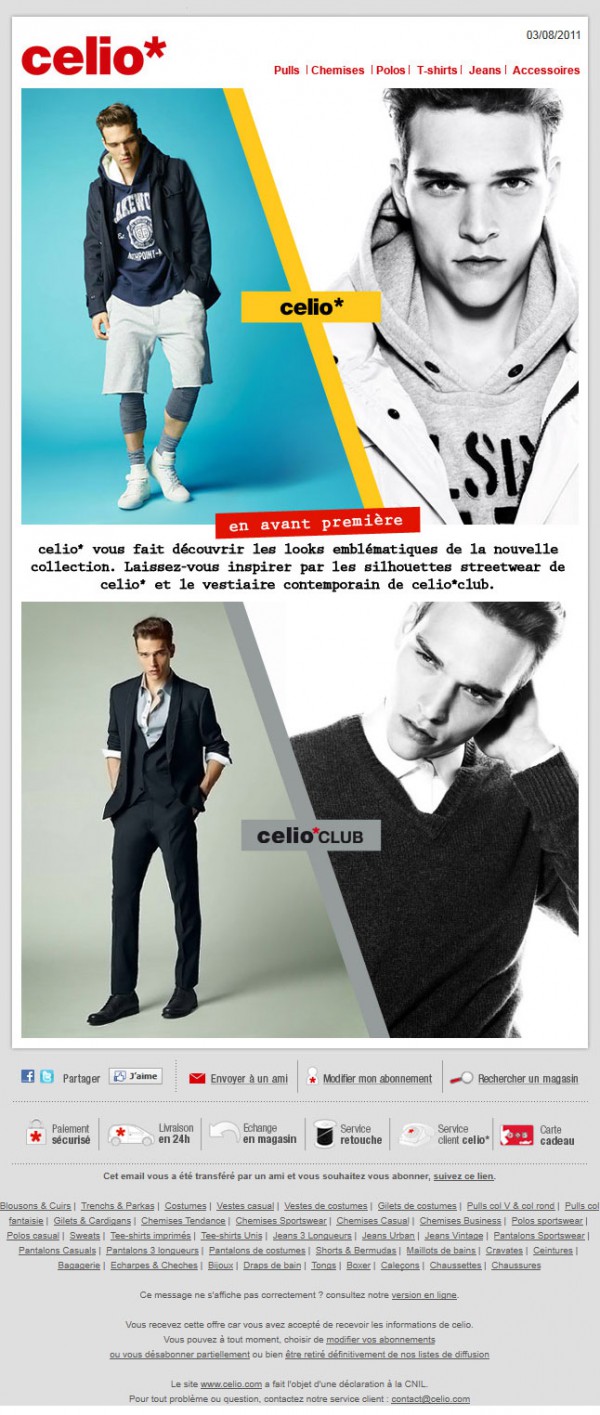 celio*
03/08/2011
Pulls | Chemises | Polos | T-shirts | Jeans | Accessoires
celio*
en avant première
celio* vous fait découvrir les looks emblématiques de la nouvelle
collection. Laissez-vous inspirer par les silhouettes streetwear de
celio* et le vestiaire contemporain de celio*club.
celio*CLUB
Partager J'aime Envoyer à un ami Modifier mon abonnement Rechercher un magasin
Paiement sécurisé
Livraison en 24h
Echange en magasin
Service retouche
Service client celio*
Carte cadeau
Cet email vous a été transféré par un ami et vous souhaitez vous abonner, suivez ce lien.
Blousons & Cuirs | Trenchs & Parkas | Costumes | Vestes casual | Vestes de costumes | Gilets de costumes | Pulls col V & col rond | Pulls col
fantaisie | Gilets & Cardigans | Chemises Tendance | Chemises Sportswear | Chemises Casual | Chemises Business | Polos sportswear |
Polos casual | Sweats | Tee-shirts imprimés | Tee-shirts Unis | Jeans 3 Longueurs | Jeans Urban | Jeans Vintage | Pantalons Sportswear |
Pantalons Casuals | Pantalons 3 longueurs | Pantalons de costumes | Shorts & Bermudas | Maillots de bains | Cravates | Ceintures |
Bagagerie | Echarpes & Cheches | Bijoux | Draps de bain | Tongs | Boxer | Caleçons | Chaussettes | Chaussures
Ce message ne s'affiche pas correctement ? consultez notre version en ligne.
Vous recevez cette offre car vous avez accepté de recevoir les informations de celio.
Vous pouvez à tout moment, choisir de modifier vos abonnements
ou vous désabonner partiellement ou bien être retiré définitivement de nos listes de diffusion
Le site www.celio.com a fait l'objet d'une déclaration à la CNIL.
Pour tout problème ou question, contactez notre service client : contact@celio.com